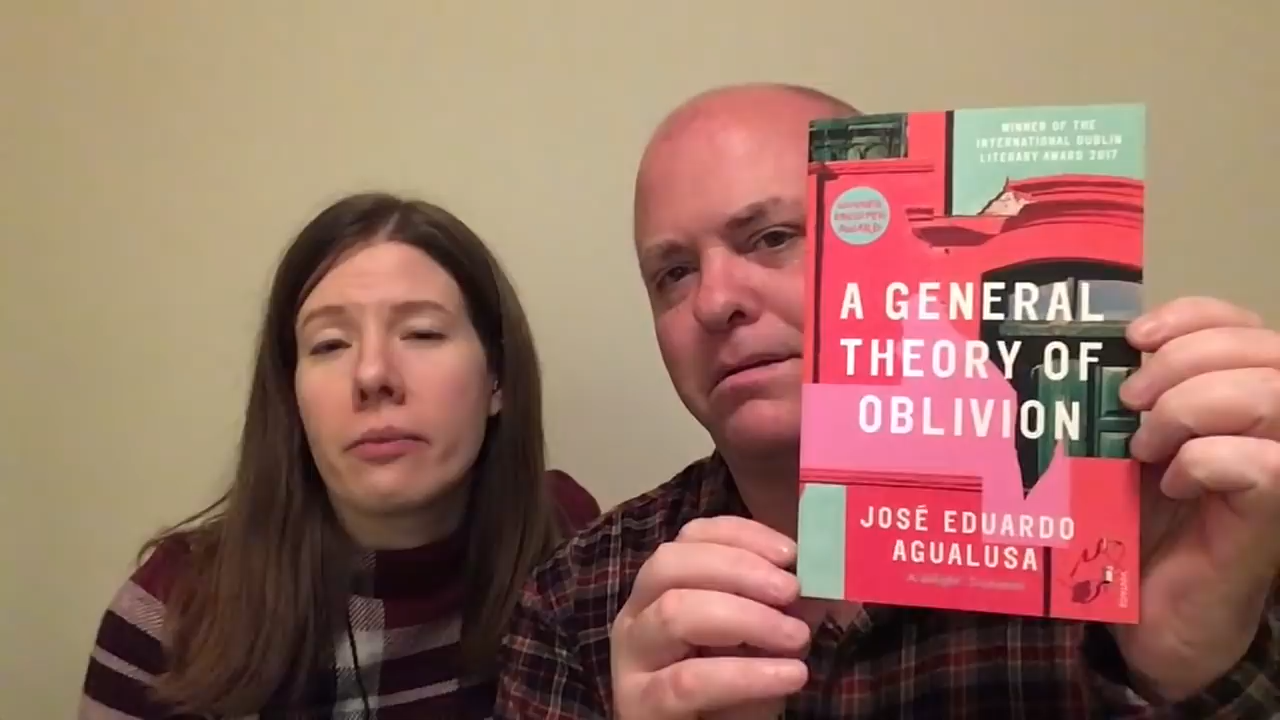 WINNER OF THE
INTERNATIONAL DUBLIN
LITERARY AWARD 2017
A GENERAL
THEORY OF
OBLIVION
JOSÉ EDUARDO
AGUALUSA